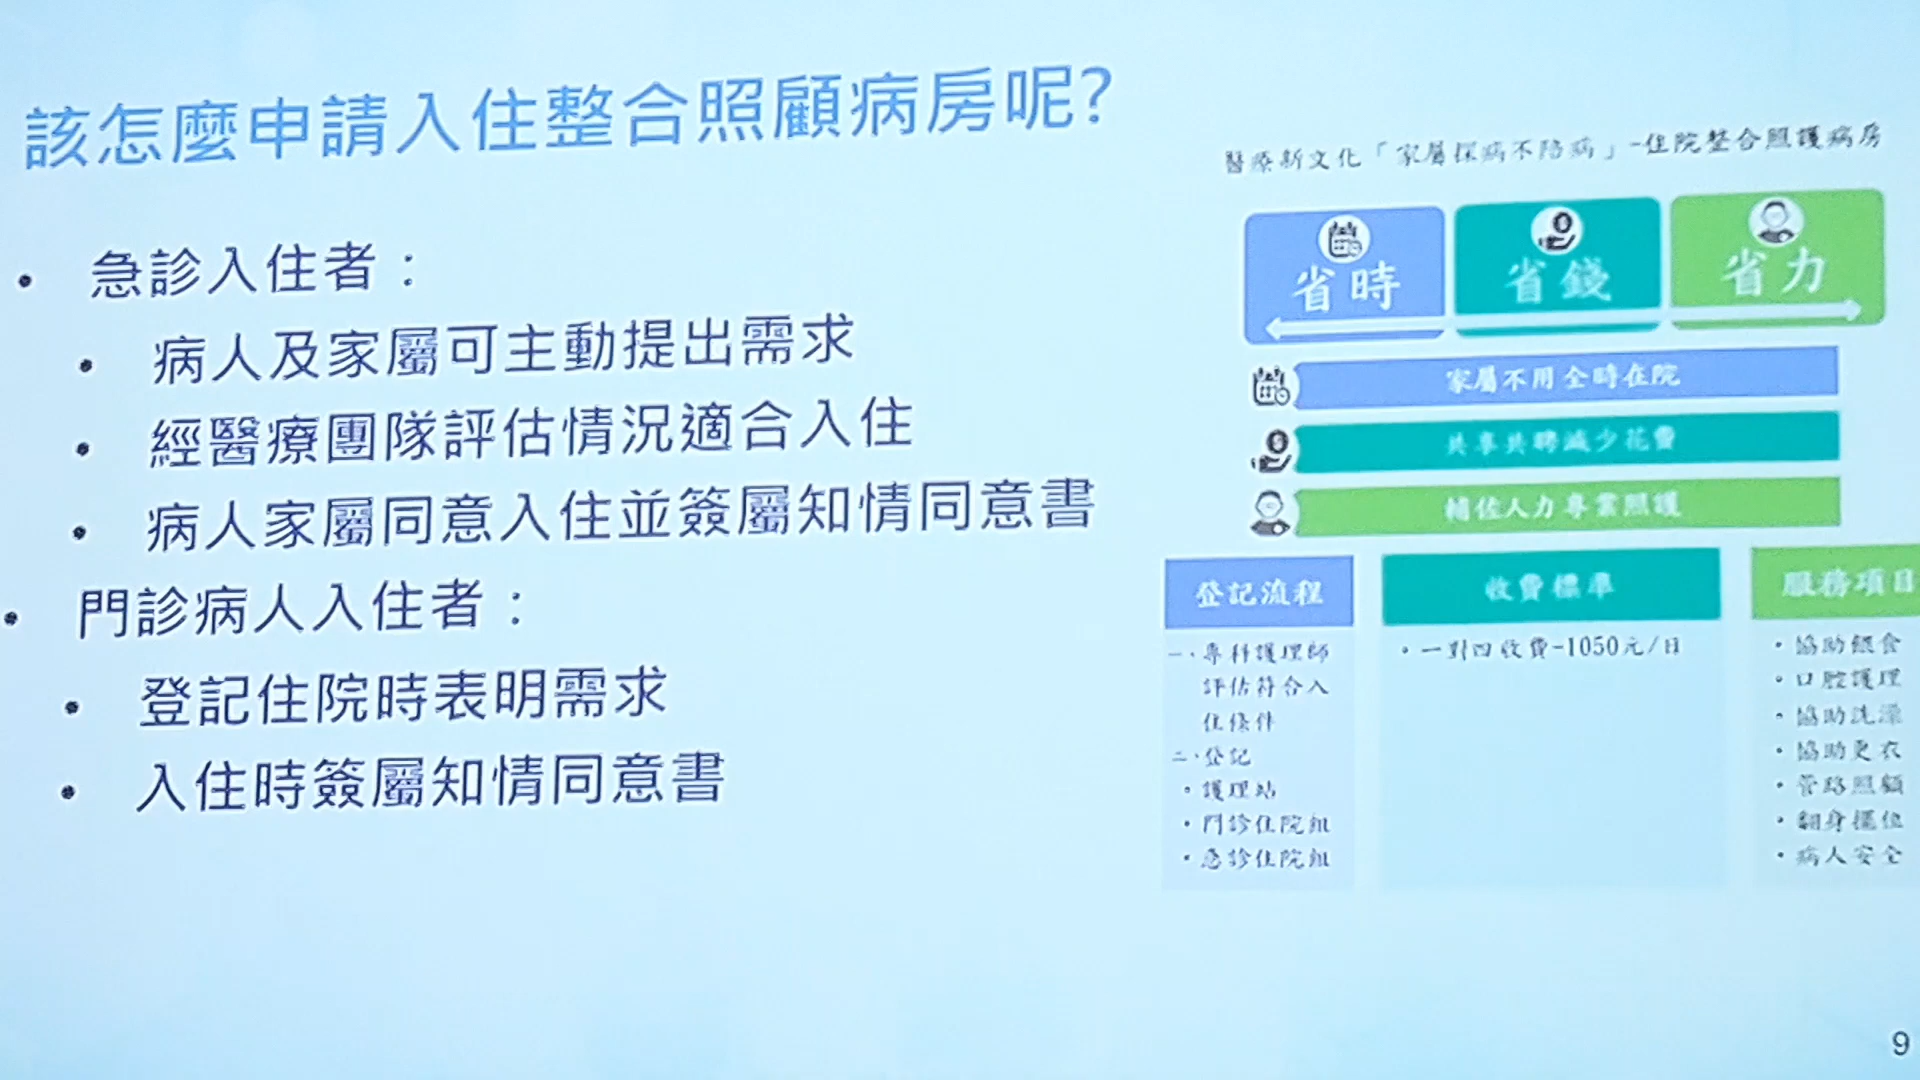 該怎麼申請入住整合照顧病房呢?
• 急診入住者：
• 病人及家屬可主動提出需求
• 經醫療團隊評估情況適合入住
• 病人家屬同意入住並簽屬知情同意書
• 門診病人入住者：
• 登記住院時表明需求
• 入住時簽屬知情同意書
醫療新文化「家屬探病不陪病」-住院整合照護病房
省時
省錢
省力
家屬不用全時在院
共享共聘減少花費
輔佐人力專業照護
登記流程
一、專科護理師
評估符合入
住條件
二、登記
• 護理站
• 門診住院組
• 急診住院組
收費標準
• 一對四收費-1050元/日
服務項目
• 協助餵食
• 口腔護理
• 協助洗澡
• 協助更衣
• 管路照顧
• 翻身擺位
• 病人安全
9